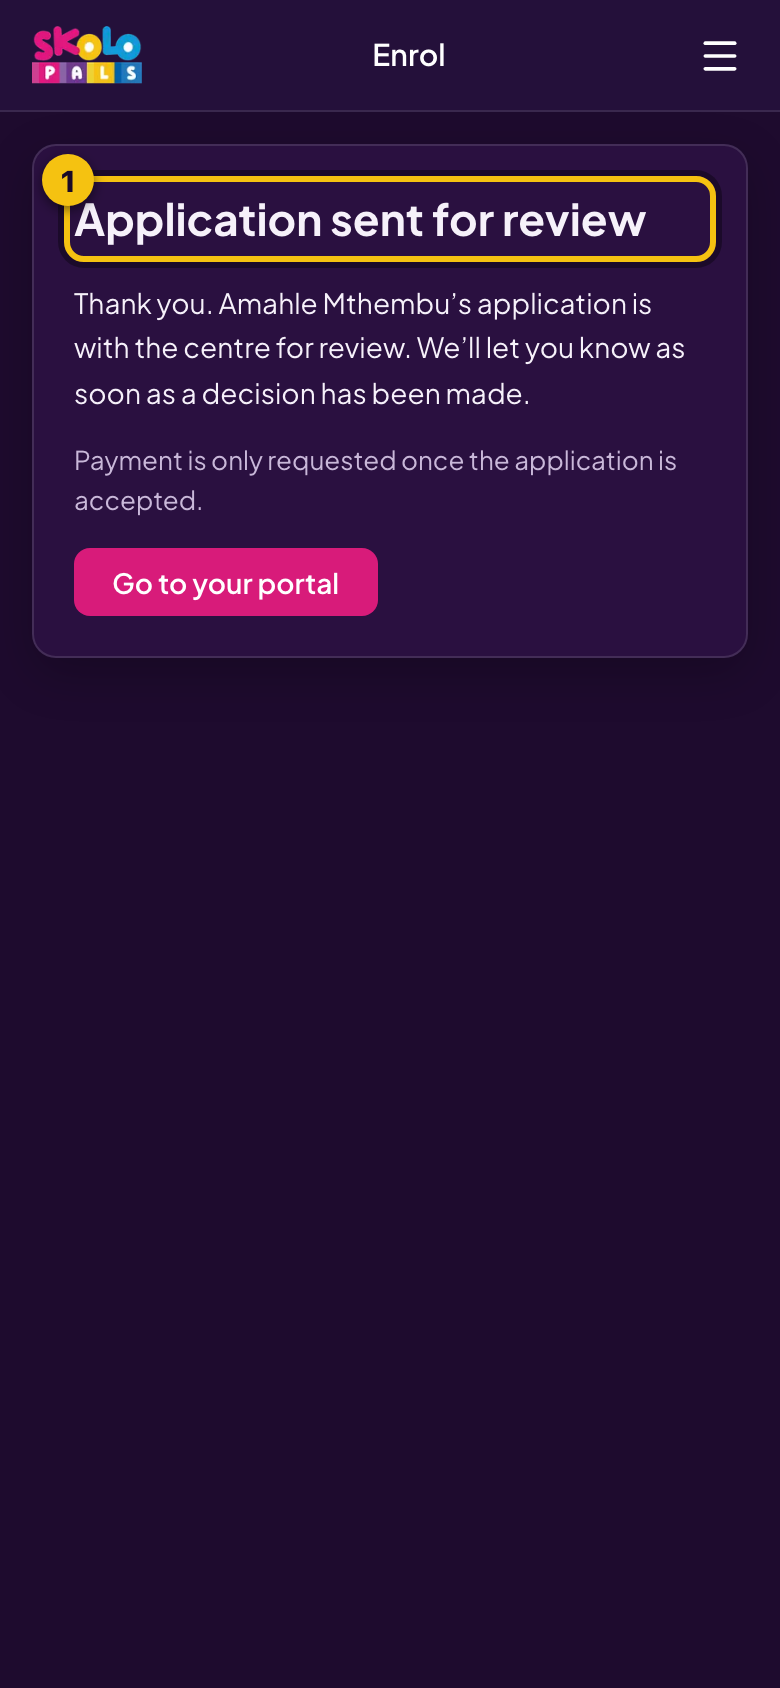 SKOLO
PALS
Enrol
1
Application sent for review
Thank you. Amahle Mthembu’s application is
with the centre for review. We’ll let you know as
soon as a decision has been made.
Payment is only requested once the application is
accepted.
Go to your portal